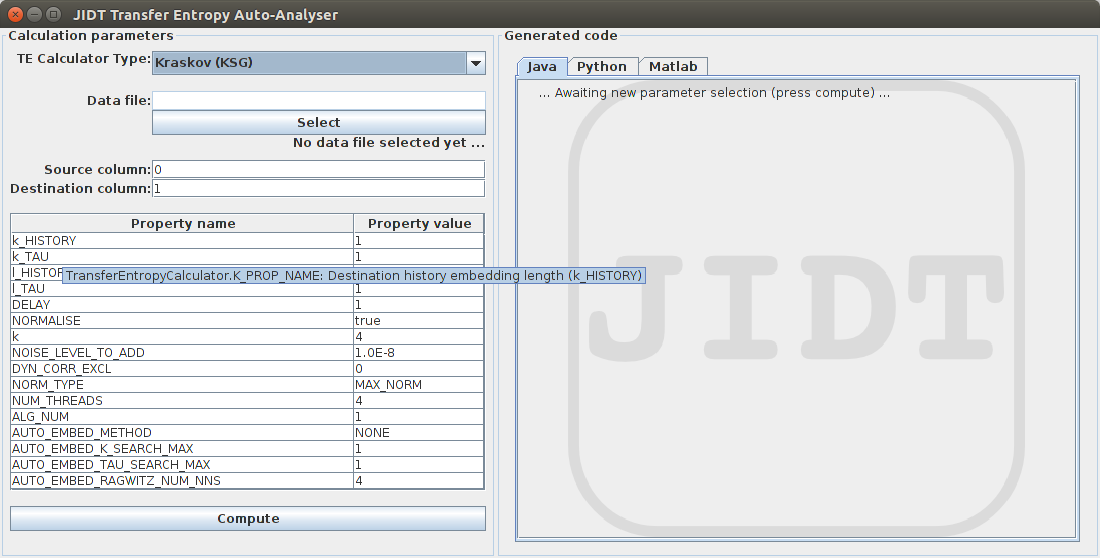 JIDT Transfer Entropy Auto-Analyser
Calculation parameters
TE Calculator Type: Kraskov (KSG)
Data file:
Select
No data file selected yet ...
Source column: 0
Destination column: 1
Property name Property value
k_HISTORY 1
k_TAU 1
l_HISTOR
TransferEntropyCalculator.K_PROP_NAME: Destination history embedding length (k_HISTORY)
l_TAU 1
DELAY 1
NORMALISE true
k 4
NOISE_LEVEL_TO_ADD 1.0E-8
DYN_CORR_EXCL 0
NORM_TYPE MAX_NORM
NUM_THREADS 4
ALG_NUM 1
AUTO_EMBED_METHOD NONE
AUTO_EMBED_K_SEARCH_MAX 1
AUTO_EMBED_TAU_SEARCH_MAX 1
AUTO_EMBED_RAGWITZ_NUM_NNS 4
Compute
Generated code
Java Python Matlab
... Awaiting new parameter selection (press compute) ...
JIDT